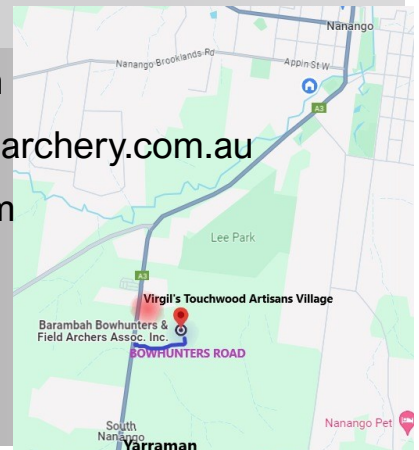 Nanango
Nanango Brooklands Rd
Appin St W
A3
archery.com.au
Lee Park
A3
Virgil's Touchwood Artisans Village
Barambah Bowhunters &
Field Archers Assoc. Inc.
BOWHUNTERS ROAD
South
Nanango
Nanango Pet
Yarraman